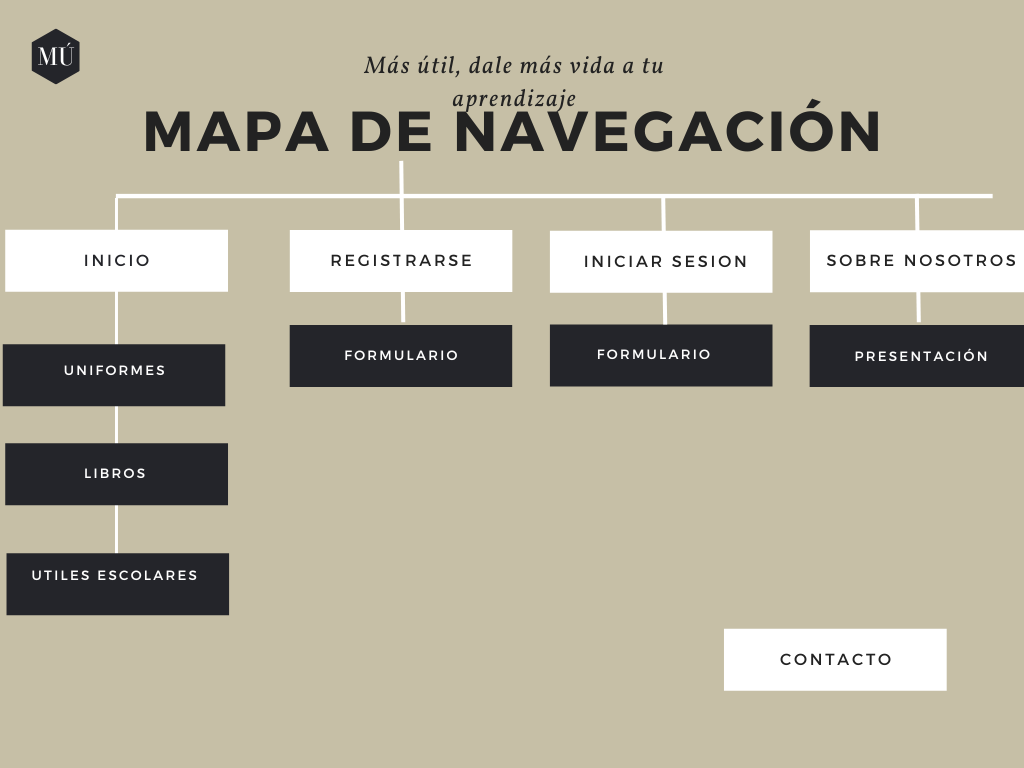 MÚ
Más útil, dale más vida a tu
aprendizaje
MAPA DE NAVEGACIÓN
INICIO
REGISTRARSE
INICIAR SESION
SOBRE NOSOTROS
UNIFORMES
FORMULARIO
FORMULARIO
PRESENTACIÓN
LIBROS
UTILES ESCOLARES
CONTACTO